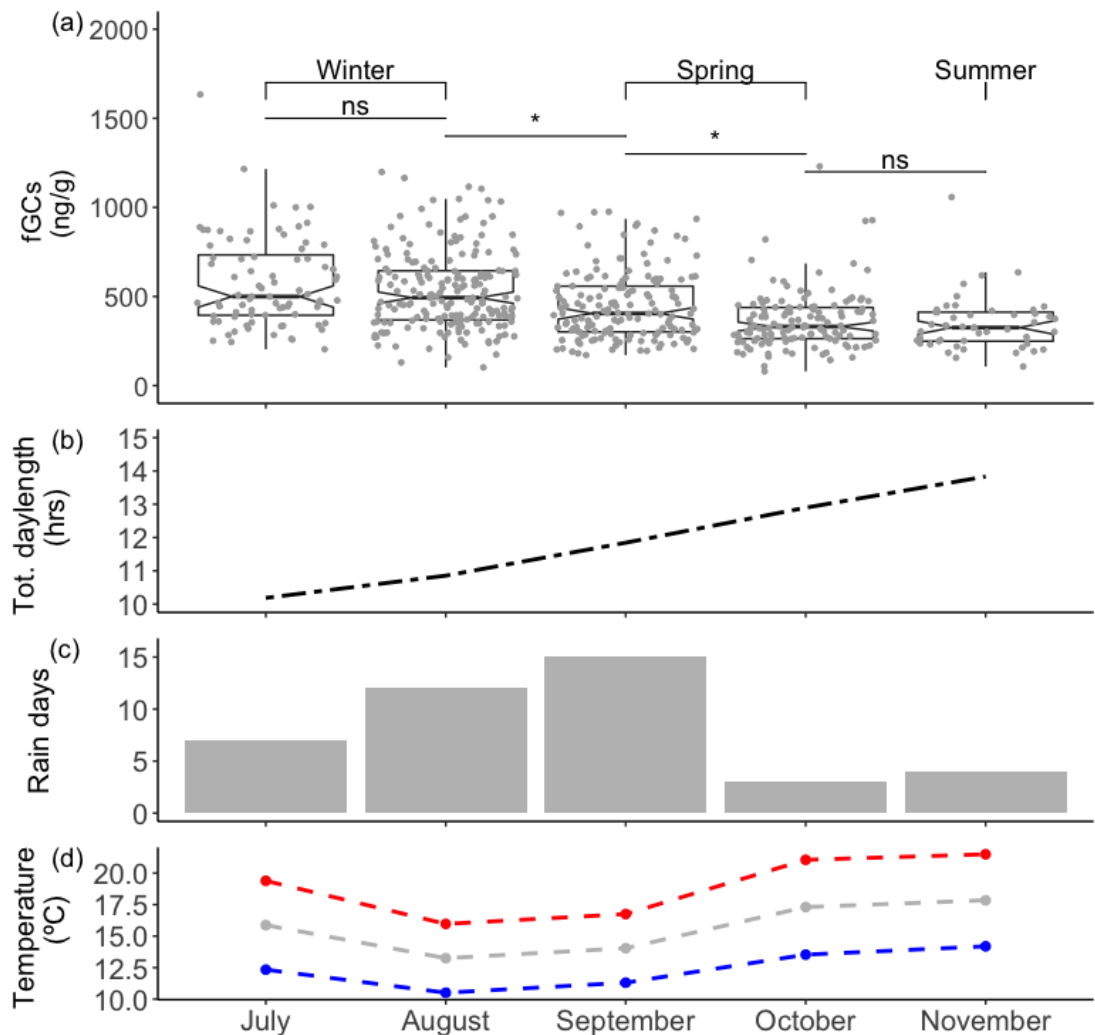 (a)
2000
1500
1000
500
0
fGCs
(ng/g)
Winter
Spring
Summer
ns
*
*
ns
(b)
15
14
13
12
11
10
Tot. daylength
(hrs)
(c)
15
10
5
0
Rain days
(d)
20.0
17.5
15.0
12.5
10.0
Temperature
(ºC)
July August September October November